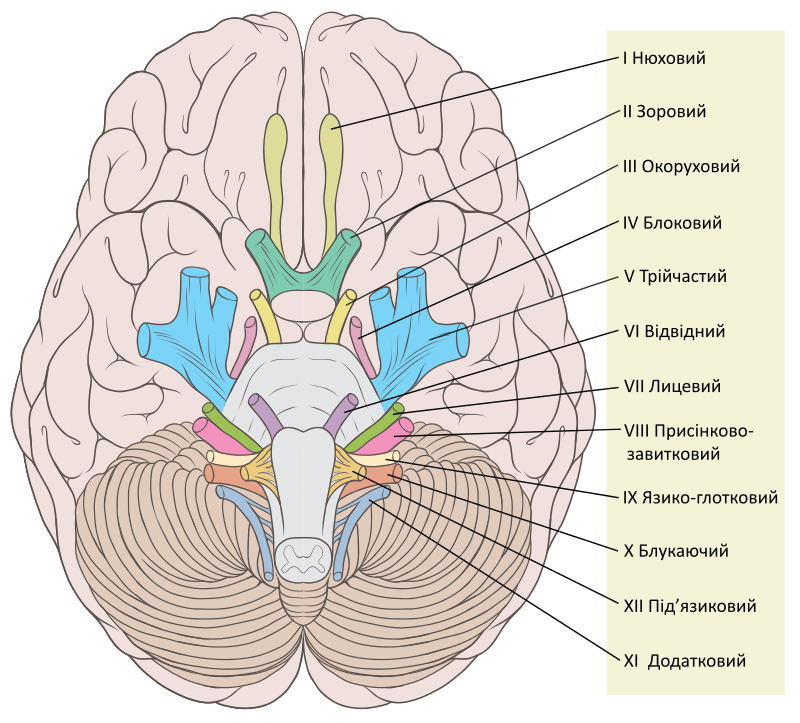 I Нюховий
II Зоровий
III Окоруховий
IV Блоковий
V Трійчастий
VI Відвідний
VII Лицевий
VIII Присінково-
завитковий
IX Язико-глотковий
X Блукаючий
XII Під’язиковий
XI Додатковий